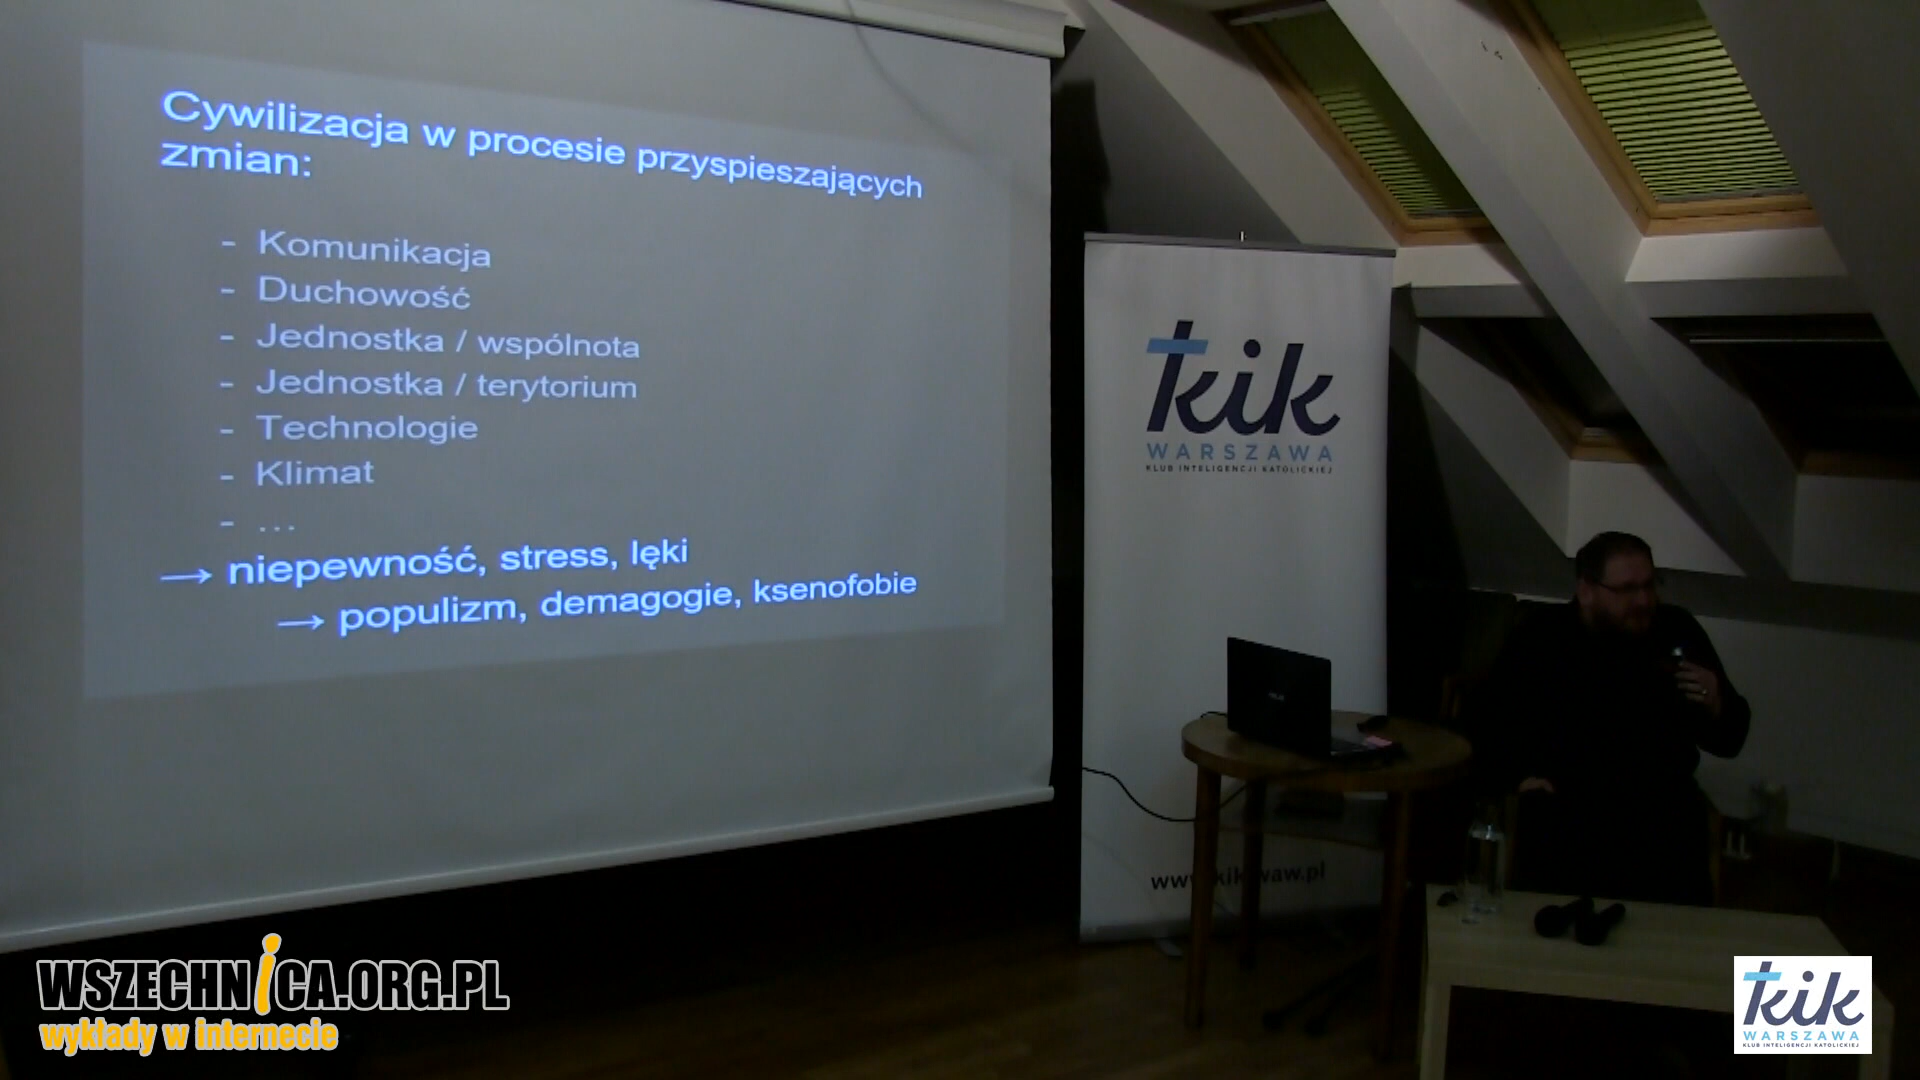 Cywilizacja w procesie przyspieszających
zmian:
- Komunikacja
- Duchowość
- Jednostka / wspólnota
- Jednostka / terytorium
- Technologie
- Klimat
- ...
→ niepewność, stress, lęki
→ populizm, demagogie, ksenofobie
kik
WARSZAWA
KLUB INTELIGENCJI KATOLICKIEJ
WSZECHNiCA.ORG.PL
wykłady w internecie
kik
WARSZAWA
KLUB INTELIGENCJI KATOLICKIEJ